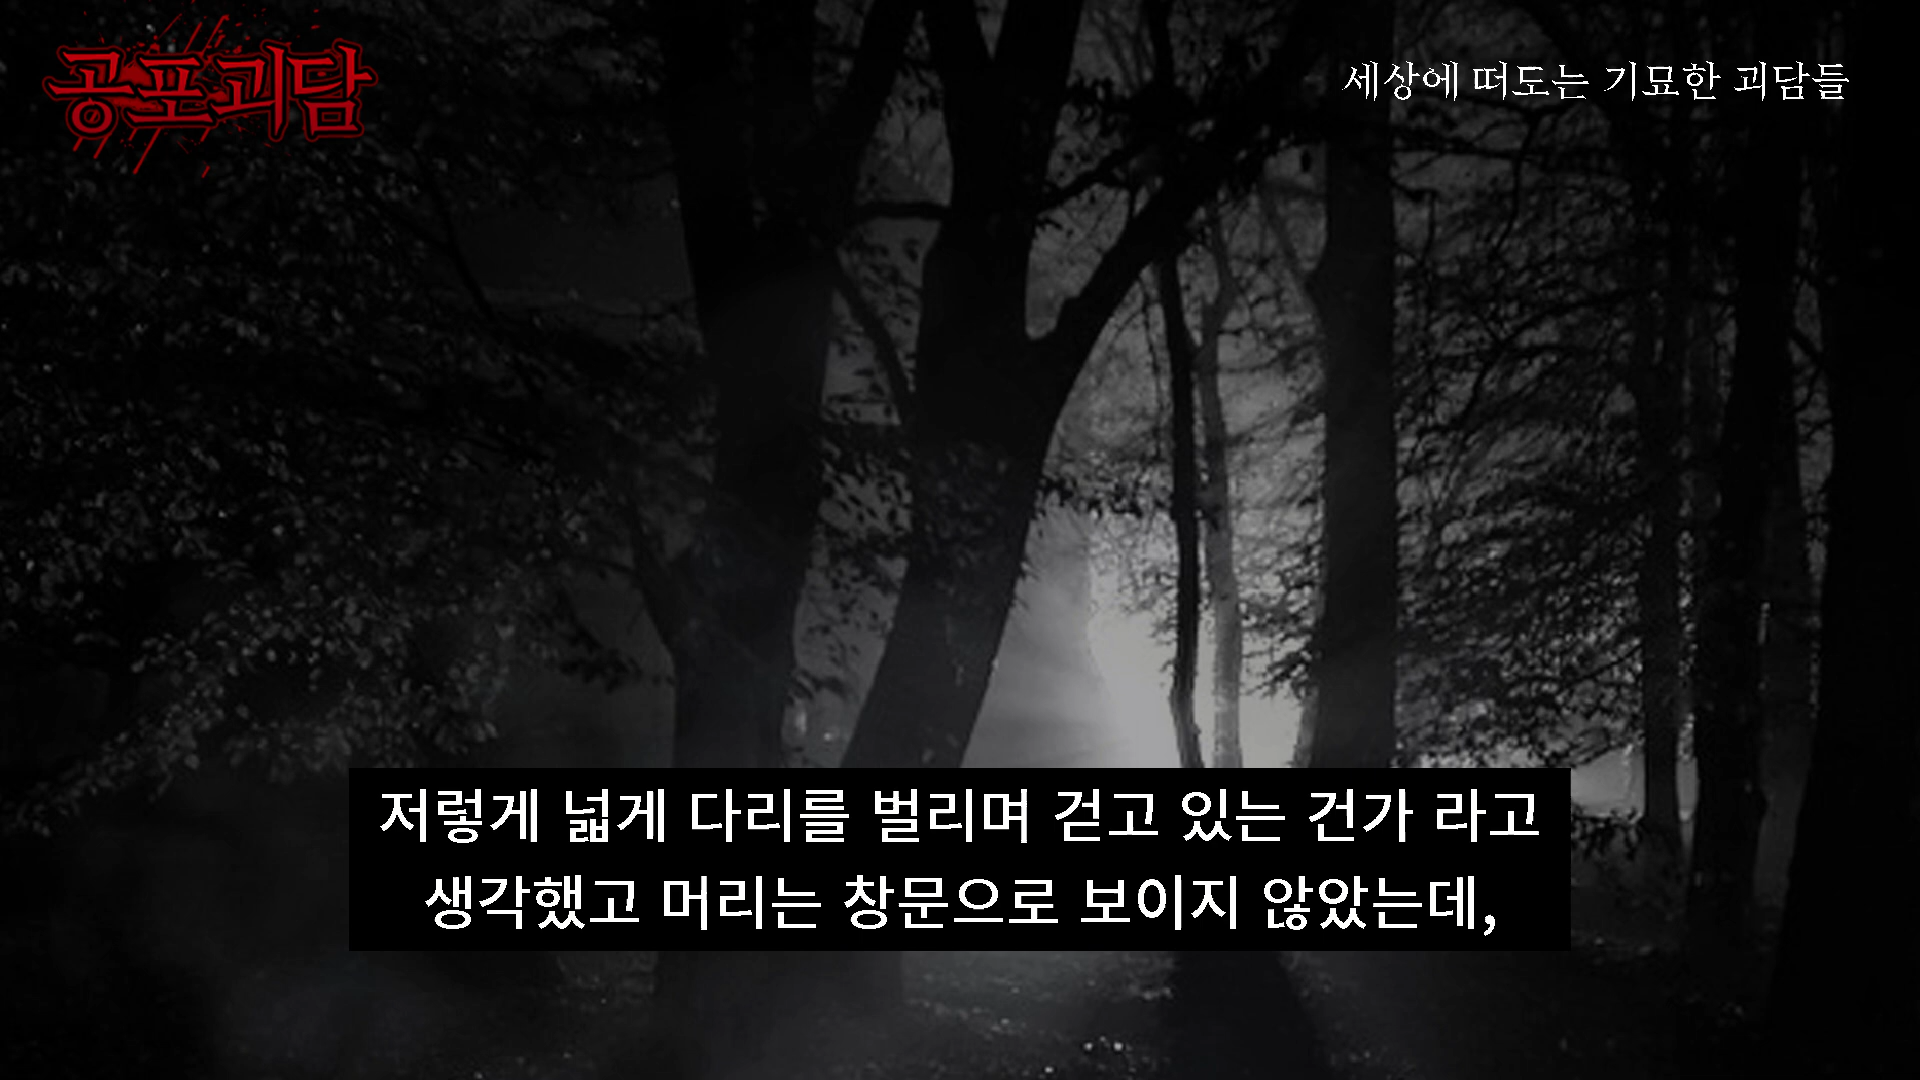 공포괴담
세상에 떠도는 기묘한 괴담들
저렇게 넓게 다리를 벌리며 걷고 있는 건가 라고
생각했고 머리는 창문으로 보이지 않았는데,